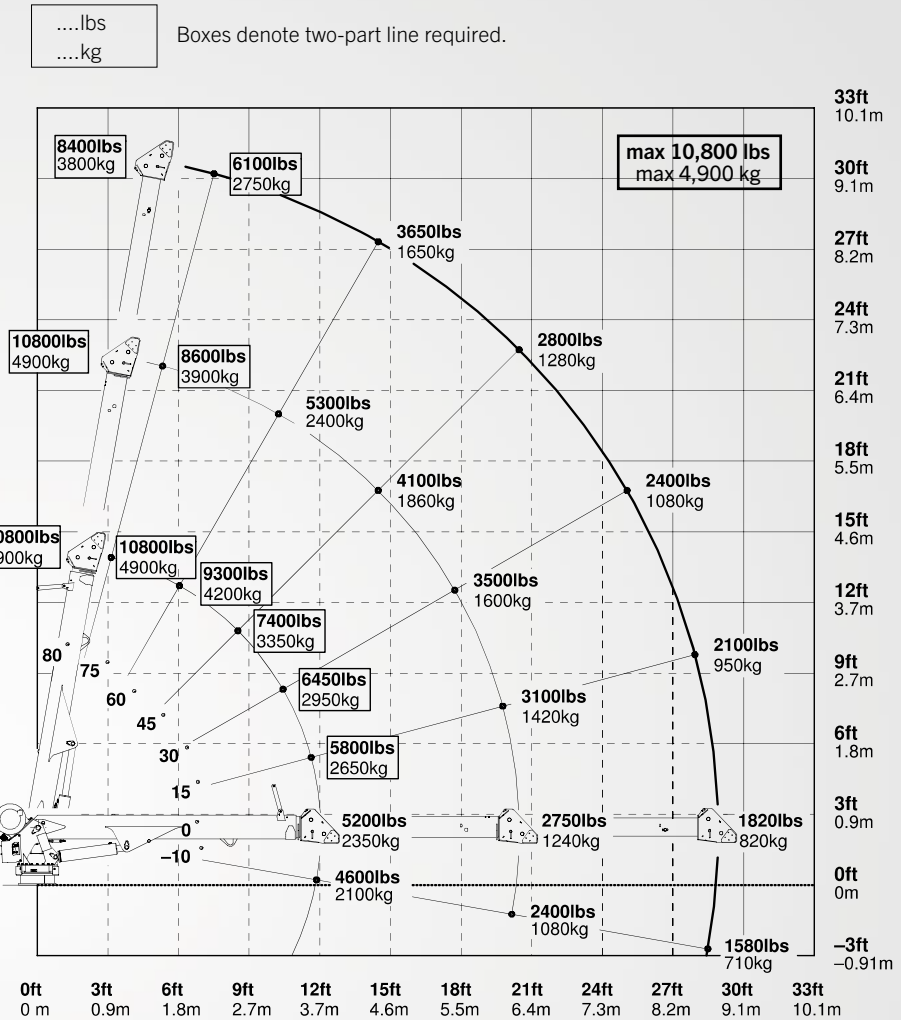 ....lbs
....kg
Boxes denote two-part line required.
33ft
10.1m
max 10,800 lbs
max 4,900 kg
8400lbs
3800kg
6100lbs
2750kg
30ft
9.1m
3650lbs
1650kg
27ft
8.2m
24ft
7.3m
10800lbs
4900kg
8600lbs
3900kg
2800lbs
1280kg
21ft
6.4m
5300lbs
2400kg
4100lbs
1860kg
18ft
5.5m
2400lbs
1080kg
15ft
4.6m
0800lbs
900kg
10800lbs
4900kg
9300lbs
4200kg
3500lbs
1600kg
12ft
3.7m
7400lbs
3350kg
80
75
60
45
30
15
0
–10
6450lbs
2950kg
2100lbs
950kg
9ft
2.7m
3100lbs
1420kg
5800lbs
2650kg
6ft
1.8m
5200lbs
2350kg
2750lbs
1240kg
1820lbs
820kg
3ft
0.9m
4600lbs
2100kg
0ft
0m
2400lbs
1080kg
1580lbs
710kg
–3ft
–0.91m
0ft 3ft 6ft 9ft 12ft 15ft 18ft 21ft 24ft 27ft 30ft 33ft
0 m 0.9m 1.8m 2.7m 3.7m 4.6m 5.5m 6.4m 7.3m 8.2m 9.1m 10.1m